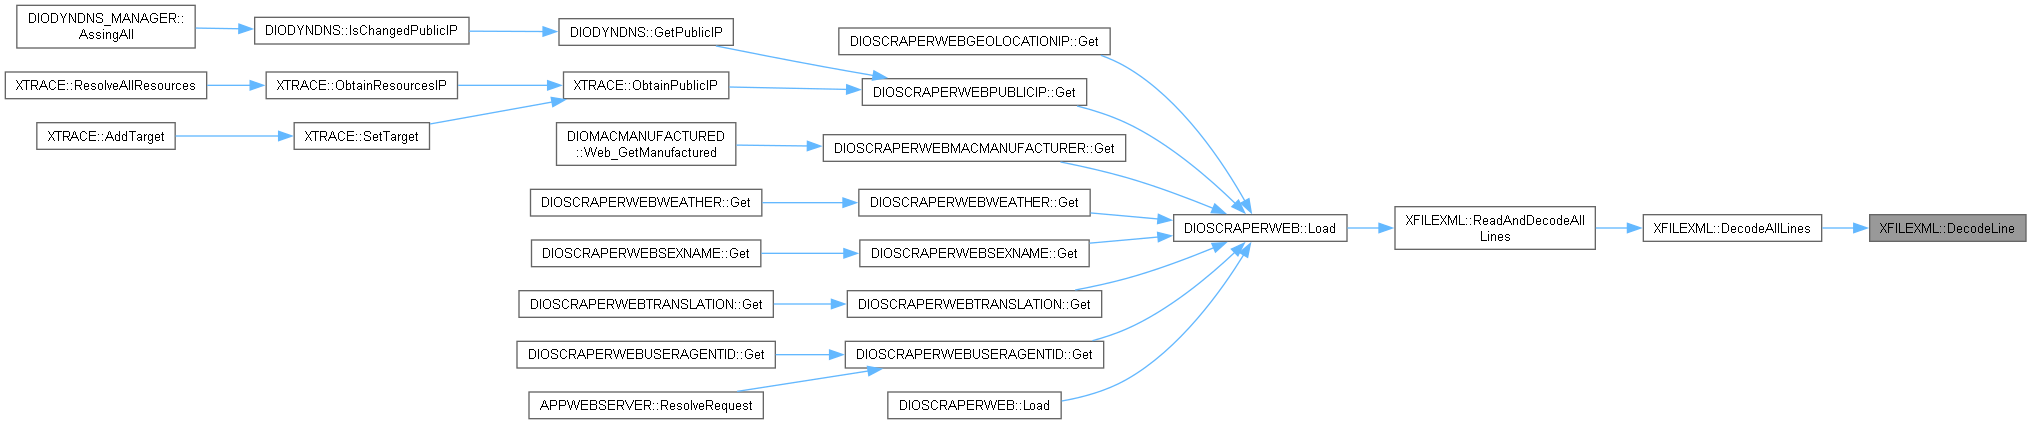 DIODYNDNS_MANAGER::
AssingAll
DIODYNDNS::IsChangedPublicIP
DIODYNDNS::GetPublicIP
DIOSCRAPERWEBGEOLOCATIONIP::Get
XTRACE::ResolveAllResources
XTRACE::ObtainResourcesIP
XTRACE::ObtainPublicIP
DIOSCRAPERWEBPUBLICIP::Get
XTRACE::AddTarget
XTRACE::SetTarget
DIOMACMANUFACTURED
::Web_GetManufactured
DIOSCRAPERWEBMACMANUFACTURER::Get
DIOSCRAPERWEBWEATHER::Get
DIOSCRAPERWEBWEATHER::Get
DIOSCRAPERWEB::Load
XFILEXML::ReadAndDecodeAll
Lines
XFILEXML::DecodeAllLines
XFILEXML::DecodeLine
DIOSCRAPERWEBSEXNAME::Get
DIOSCRAPERWEBSEXNAME::Get
DIOSCRAPERWEBTRANSLATION::Get
DIOSCRAPERWEBTRANSLATION::Get
DIOSCRAPERWEBUSERAGENTID::Get
DIOSCRAPERWEBUSERAGENTID::Get
APPWEBSERVER::ResolveRequest
DIOSCRAPERWEB::Load